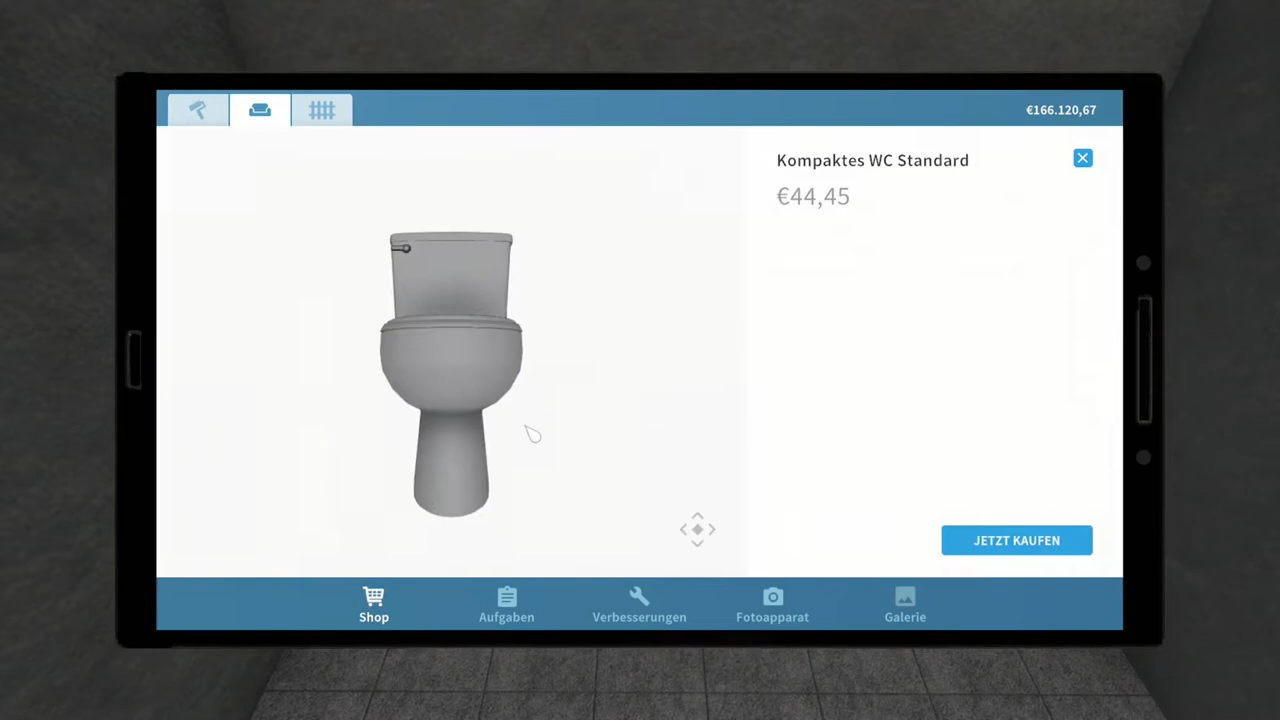 €166.120,67
Kompaktes WC Standard
€44,45
JETZT KAUFEN
Shop
Aufgaben
Verbesserungen
Fotoapparat
Galerie